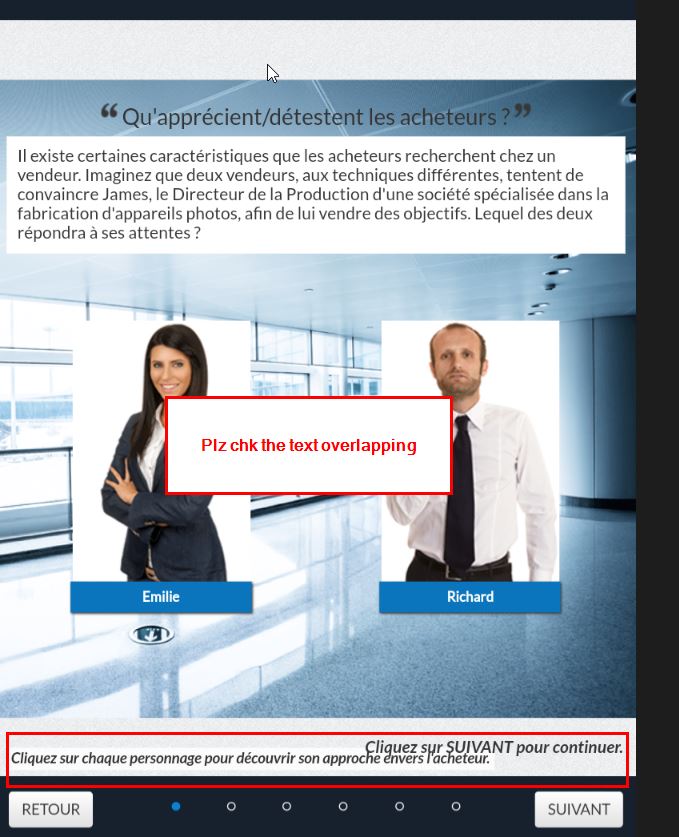 “ Qu'apprécient/détestent les acheteurs ? ”
Il existe certaines caractéristiques que les acheteurs recherchent chez un
vendeur. Imaginez que deux vendeurs, aux techniques différentes, tentent de
convaincre James, le Directeur de la Production d'une société spécialisée dans la
fabrication d'appareils photos, afin de lui vendre des objectifs. Lequel des deux
répondra à ses attentes ?
Plz chk the text overlapping
Emilie
Richard
Cliquez sur SUIVANT pour continuer.
Cliquez sur chaque personnage pour découvrir son approche envers l'acheteur.
RETOUR
SUIVANT